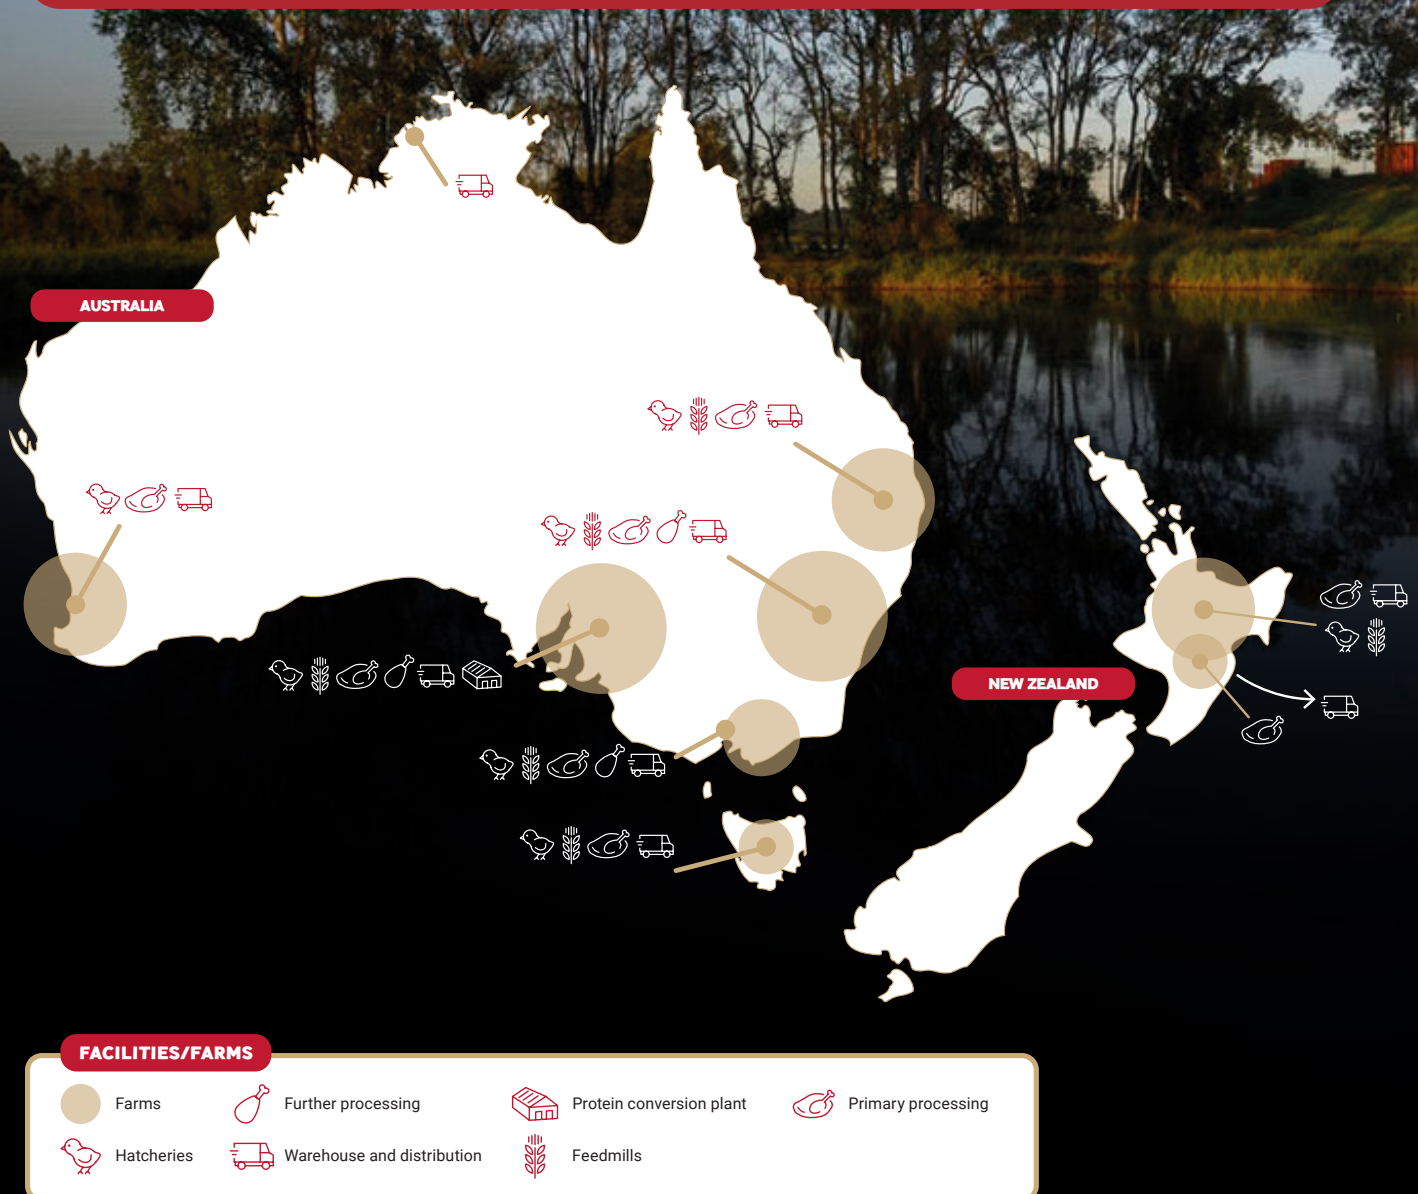 AUSTRALIA
NEW ZEALAND
FACILITIES/FARMS
Farms
Further processing
Protein conversion plant
Primary processing
Hatcheries
Warehouse and distribution
Feedmills